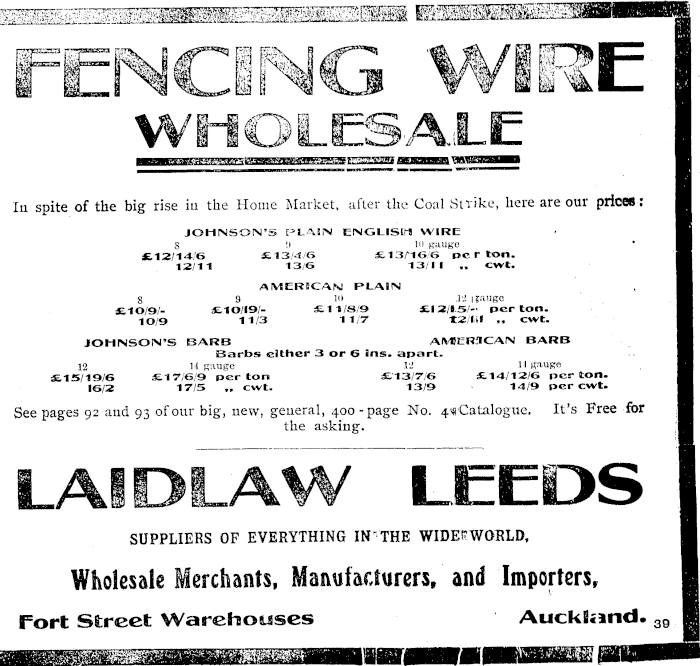 FENCING WIRE
WHOLESALE
In spite of the big rise in the Home Market, after the Coal Strike, here are our prices:
JOHNSON'S PLAIN ENGLISH WIRE
8 9 10 gauge
£12/14/6 £13/4/6 £13/16/6 per ton.
12/11 13/6 13/11 „ cwt.
AMERICAN PLAIN
8 9 10 12 gauge
£10/9/- £10/19/- £11/8/9 £12/15/- per ton.
10/9 11/3 11/7 „ cwt.
JOHNSON'S BARB AMERICAN BARB
Barbs either 3 or 6 ins. apart.
12 14 gauge 12 14 gauge
£15/19/6 £17/6/9 per ton £13/7/6 £14/12/6 per ton.
16/2 17/5 „ cwt. 13/9 14/9 per cwt.
See pages 92 and 93 of our big, new, general, 400-page No. Catalogue. It's Free for
the asking.
LAIDLAW LEEDS
SUPPLIERS OF EVERYTHING IN THE WIDE WORLD,
Wholesale Merchants, Manufacturers, and Importers,
Fort Street Warehouses Auckland. 39